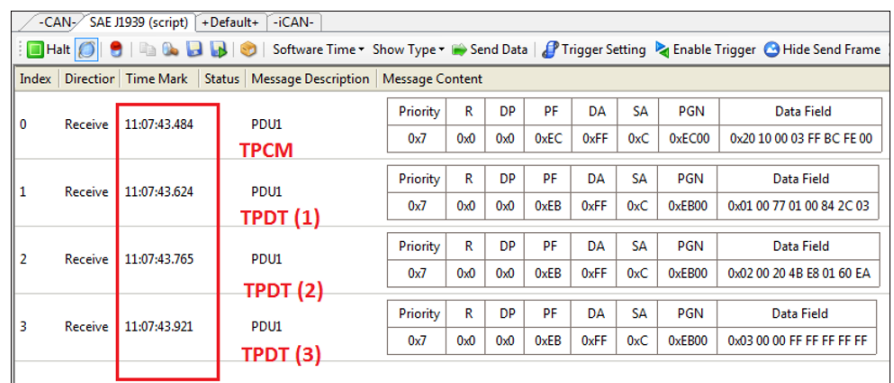 -CAN- SAE J1939 (script) +Default+ -iCAN-
Halt Software Time Show Type Send Data Trigger Setting Enable Trigger Hide Send Frame
Index Direction Time Mark Status Message Description Message Content
Priority R DP PF DA SA PGN Data Field
0 Receive 11:07:43.484 PDU1
0x7 0x0 0x0 0xEC 0xFF 0xC 0xEC00 0x20 10 00 03 FF BC FE 00
TPCM
Priority R DP PF DA SA PGN Data Field
1 Receive 11:07:43.624 PDU1
0x7 0x0 0x0 0xEB 0xFF 0xC 0xEB00 0x01 00 77 01 00 84 2C 03
TPDT (1)
Priority R DP PF DA SA PGN Data Field
2 Receive 11:07:43.765 PDU1
0x7 0x0 0x0 0xEB 0xFF 0xC 0xEB00 0x02 00 20 4B E8 01 60 EA
TPDT (2)
Priority R DP PF DA SA PGN Data Field
3 Receive 11:07:43.921 PDU1
0x7 0x0 0x0 0xEB 0xFF 0xC 0xEB00 0x03 00 00 FF FF FF FF FF
TPDT (3)